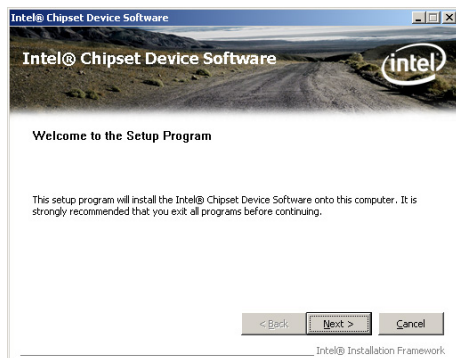 Intel® Chipset Device Software
Intel® Chipset Device Software
intel
Welcome to the Setup Program
This setup program will install the Intel® Chipset Device Software onto this computer. It is
strongly recommended that you exit all programs before continuing.
< Back Next > Cancel
Intel® Installation Framework